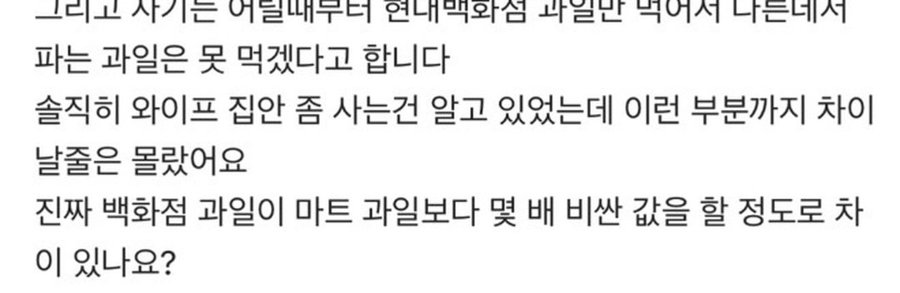 그리고 자기는 어릴때부터 현대백화점 과일만 먹어서 다른데서
파는 과일은 못 먹겠다고 합니다
솔직히 와이프 집안 좀 사는건 알고 있었는데 이런 부분까지 차이
날줄은 몰랐어요
진짜 백화점 과일이 마트 과일보다 몇 배 비싼 값을 할 정도로 차
이 있나요?